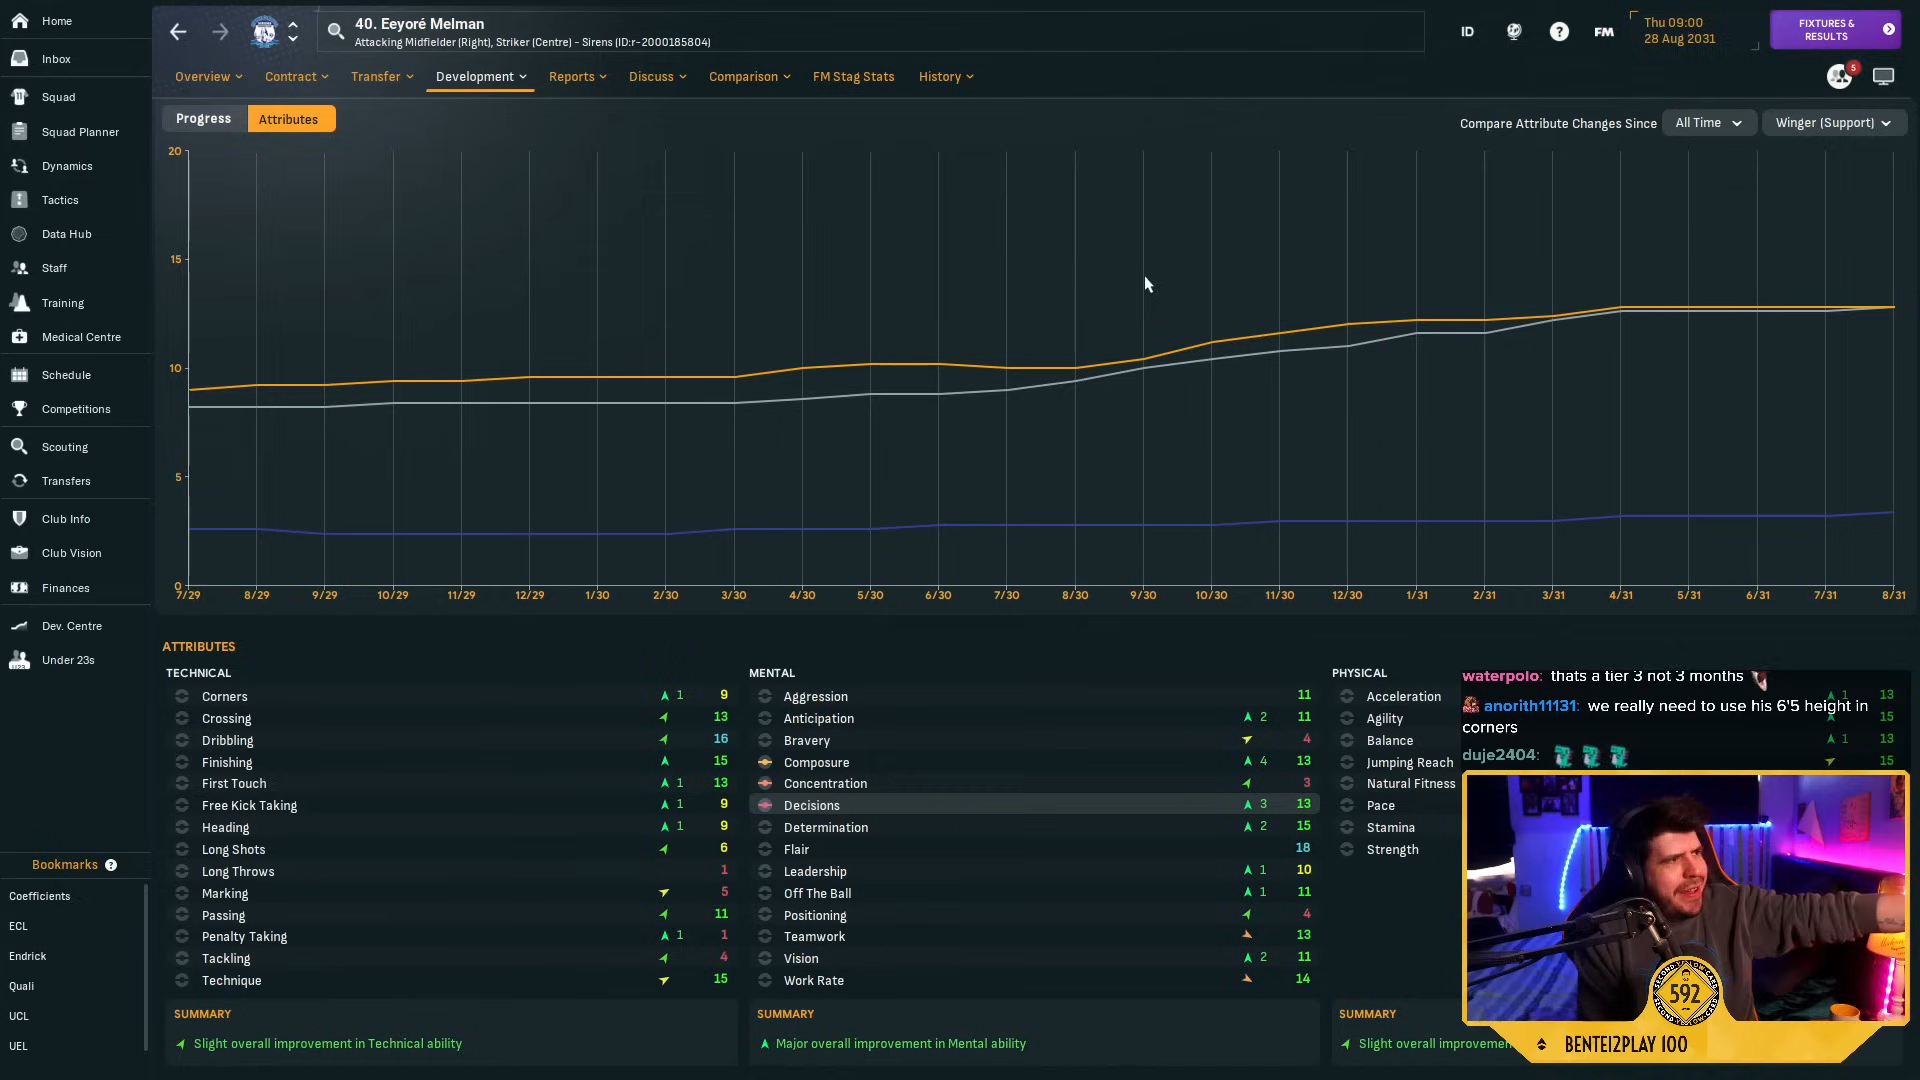 Home
Inbox
Squad
Squad Planner
Dynamics
Tactics
Data Hub
Staff
Training
Medical Centre
Schedule
Competitions
Scouting
Transfers
Club Info
Club Vision
Finances
Dev. Centre
Under 23s
Bookmarks ?
Coefficients
ECL
Endrick
Quali
UCL
UEL
40. Eeyoré Melman
Attacking Midfielder (Right), Striker (Centre) - Sirens (ID:r-2000185804)
ID
?
FM
Thu 09:00
28 Aug 2031
FIXTURES &
RESULTS
Overview Contract Transfer Development Reports Discuss Comparison FM Stag Stats History
5
Progress Attributes
Compare Attribute Changes Since All Time Winger (Support)
20
15
10
5
0
7/29 8/29 9/29 10/29 11/29 12/29 1/30 2/30 3/30 4/30 5/30 6/30 7/30 8/30 9/30 10/30 11/30 12/30 1/31 2/31 3/31 4/31 5/31 6/31 7/31 8/31
ATTRIBUTES
TECHNICAL
Corners 1 9
Crossing 13
Dribbling 16
Finishing 15
First Touch 1 13
Free Kick Taking 1 9
Heading 1 9
Long Shots 6
Long Throws 1
Marking 5
Passing 11
Penalty Taking 1 1
Tackling 4
Technique 15
SUMMARY
Slight overall improvement in Technical ability
MENTAL
Aggression 11
Anticipation 2 11
Bravery 4
Composure 4 13
Concentration 3
Decisions 3 13
Determination 2 15
Flair 18
Leadership 1 10
Off The Ball 1 11
Positioning 4
Teamwork 13
Vision 2 11
Work Rate 14
SUMMARY
Major overall improvement in Mental ability
PHYSICAL
Acceleration 1 13
Agility 15
Balance 1 13
Jumping Reach 15
Natural Fitness
Pace
Stamina
Strength
SUMMARY
Slight overall improvemen
waterpolo: thats a tier 3 not 3 months
anorith11131: we really need to use his 6'5 height in
corners
duje2404:
SECOND YELLOW CARD
592
BENTEI2PLAY 100